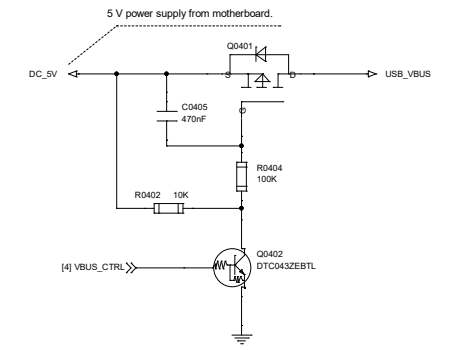 5 V power supply from motherboard.
Q0401
DC_5V
S
D
USB_VBUS
C0405
470nF
G
R0404
100K
R0402 10K
Q0402
[4] VBUS_CTRL
DTC043ZEBTL